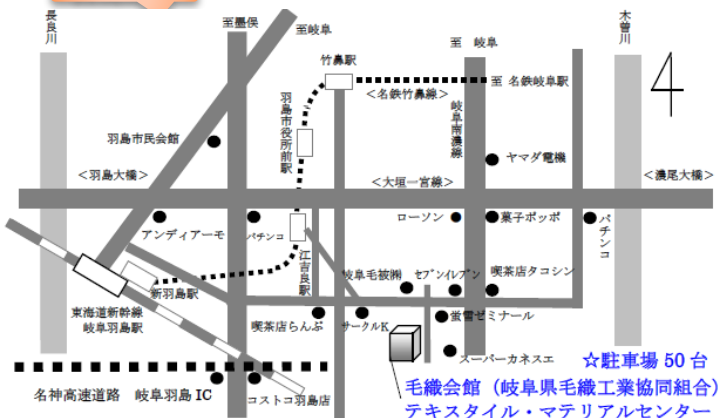 長良川
至墨俣
至岐阜
竹鼻駅
至 岐阜
木曽川
至 名鉄岐阜駅
<名鉄竹鼻線>
羽島市役所前駅
岐阜南濃線
羽島市民会館
ヤマダ電機
<羽島大橋>
<大垣一宮線>
<濃尾大橋>
アンディアーモ
パチンコ
ローソン
菓子ポッポ
パチンコ
江吉良駅
新羽島駅
岐阜毛被㈱
セブンイレブン
喫茶店タコシン
東海道新幹線
岐阜羽島駅
喫茶店らんぷ
サークルK
蛍雪ゼミナール
スーパーカネスエ
名神高速道路 岐阜羽島 IC
コストコ羽島店
☆駐車場 50 台
毛織会館（岐阜県毛織工業協同組合）
テキスタイル・マテリアルセンター